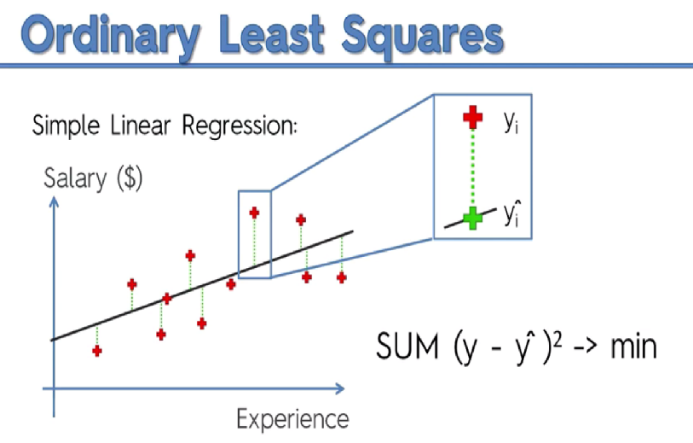 Ordinary Least Squares
Simple Linear Regression:
Salary ($)
yᵢ
ŷᵢ
SUM (y - ŷ)² -> min
Experience